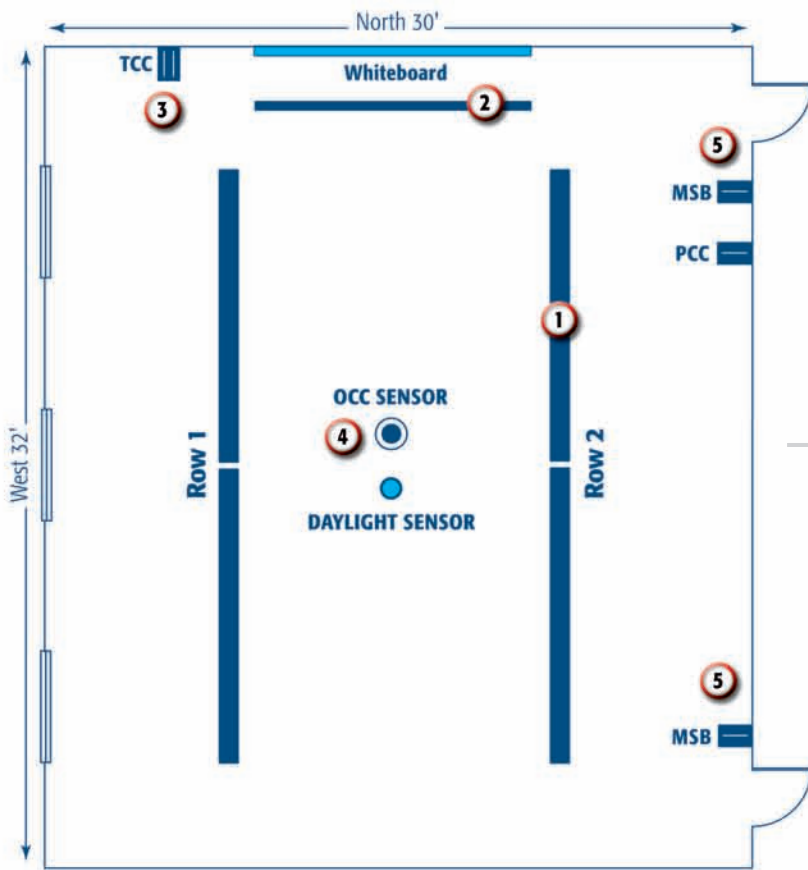 North 30'
TCC
Whiteboard
2
3
5
MSB
PCC
1
OCC SENSOR
4
West 32'
Row 1
Row 2
DAYLIGHT SENSOR
5
MSB